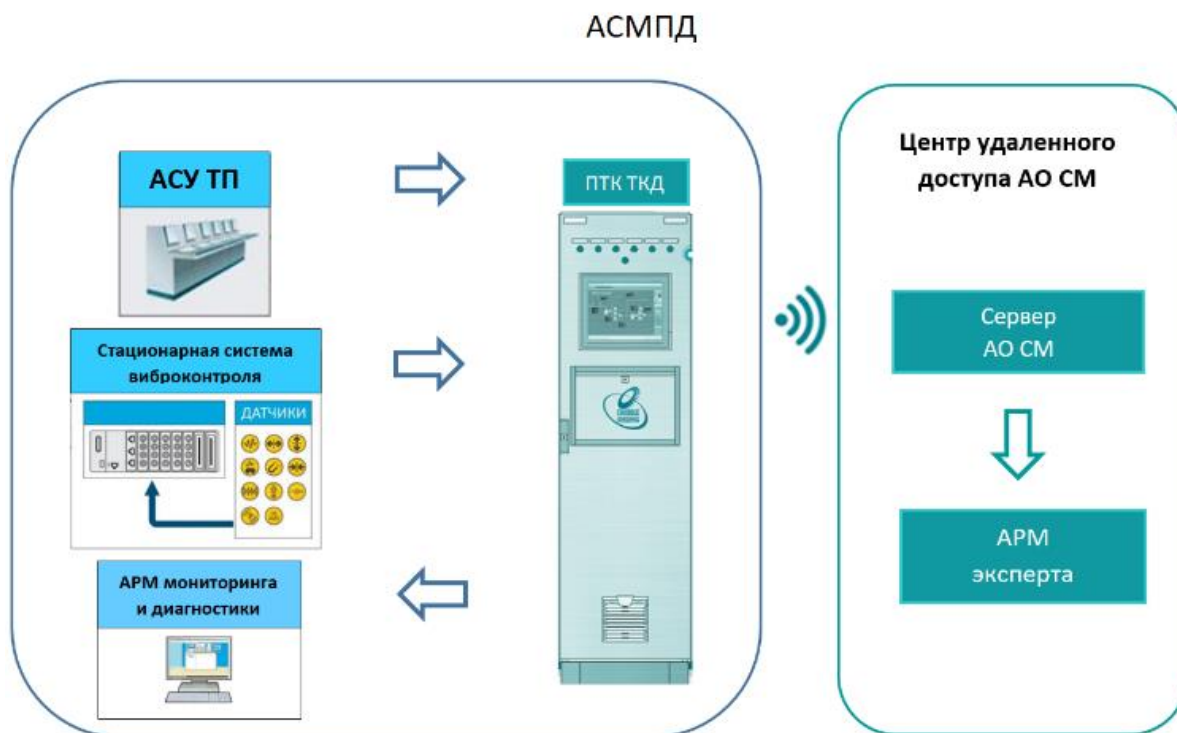 АСМПД
АСУ ТП
Стационарная система
виброконтроля
ДАТЧИКИ
АРМ мониторинга
и диагностики
ПТК ТКД
Центр удаленного
доступа АО СМ
Сервер
АО СМ
АРМ
эксперта